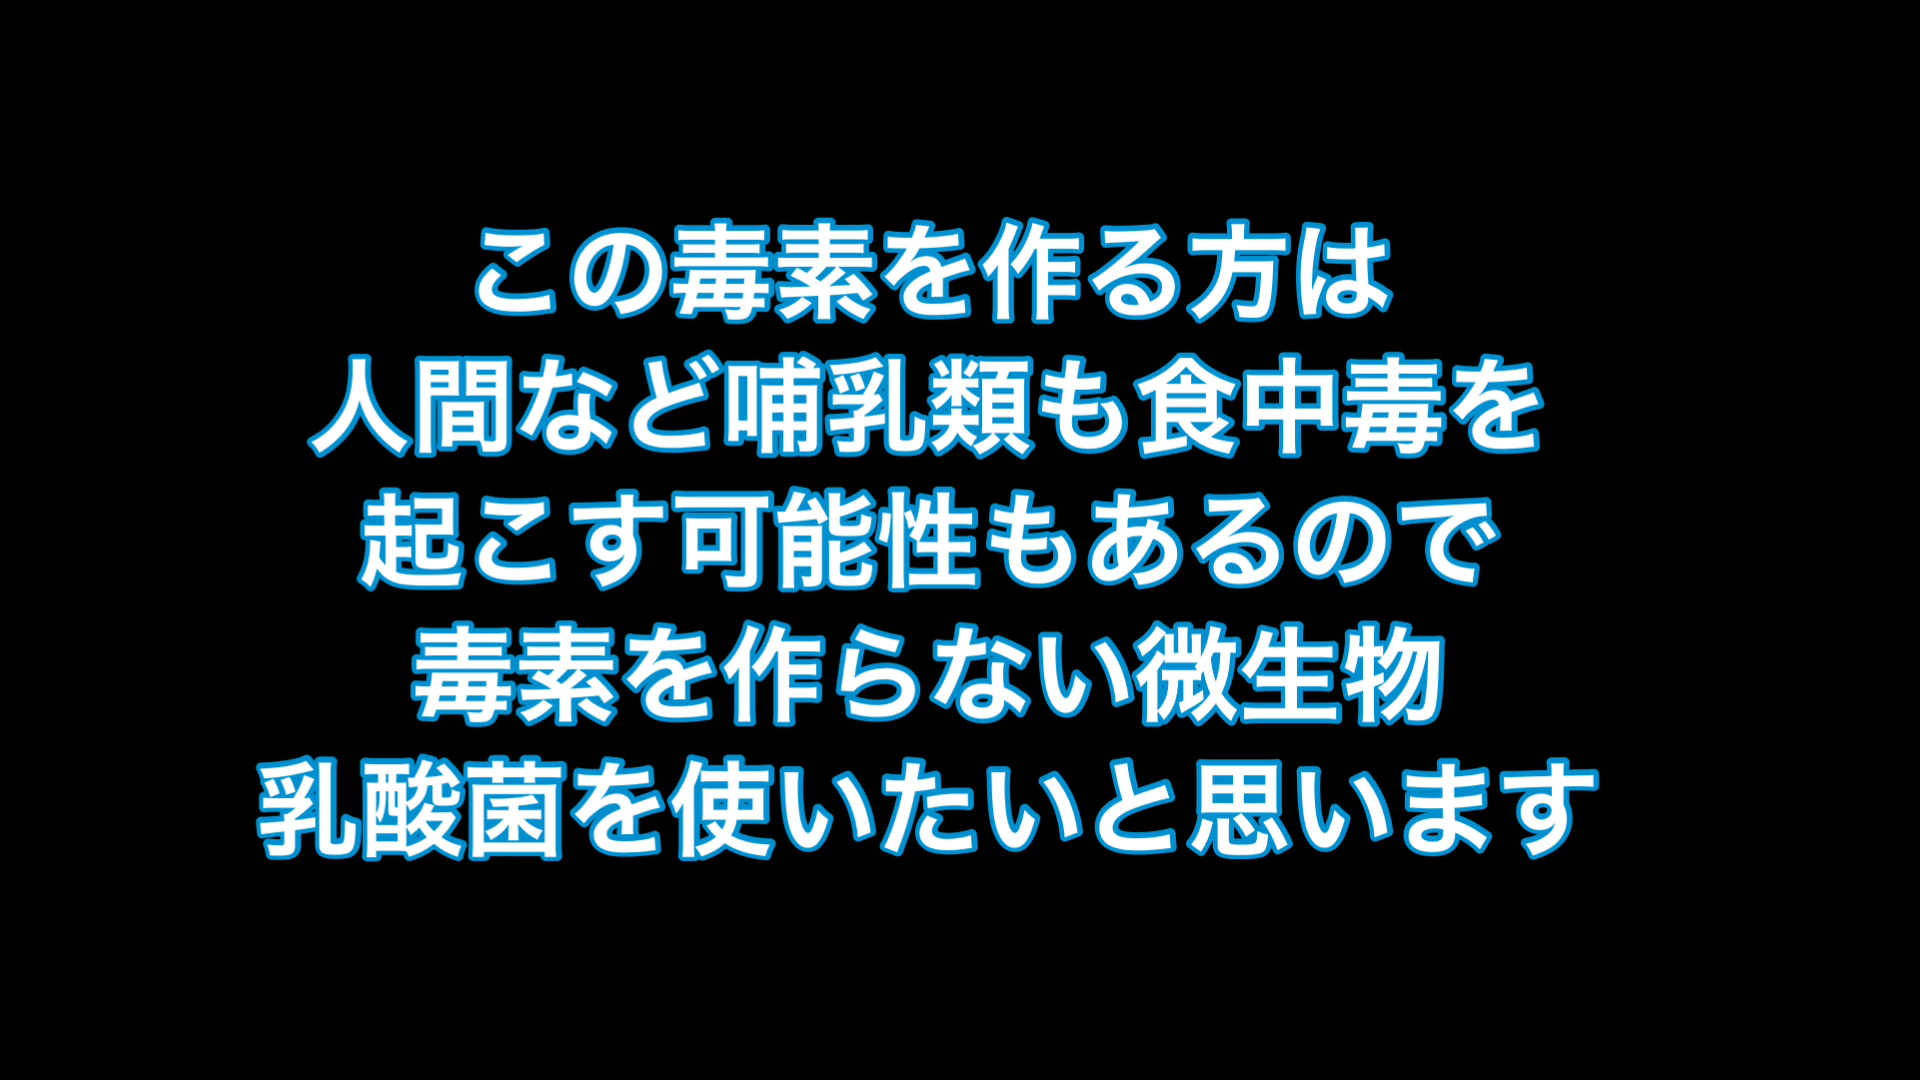 この毒素を作る方は
人間など哺乳類も食中毒を
起こす可能性もあるので
毒素を作らない微生物
乳酸菌を使いたいと思います